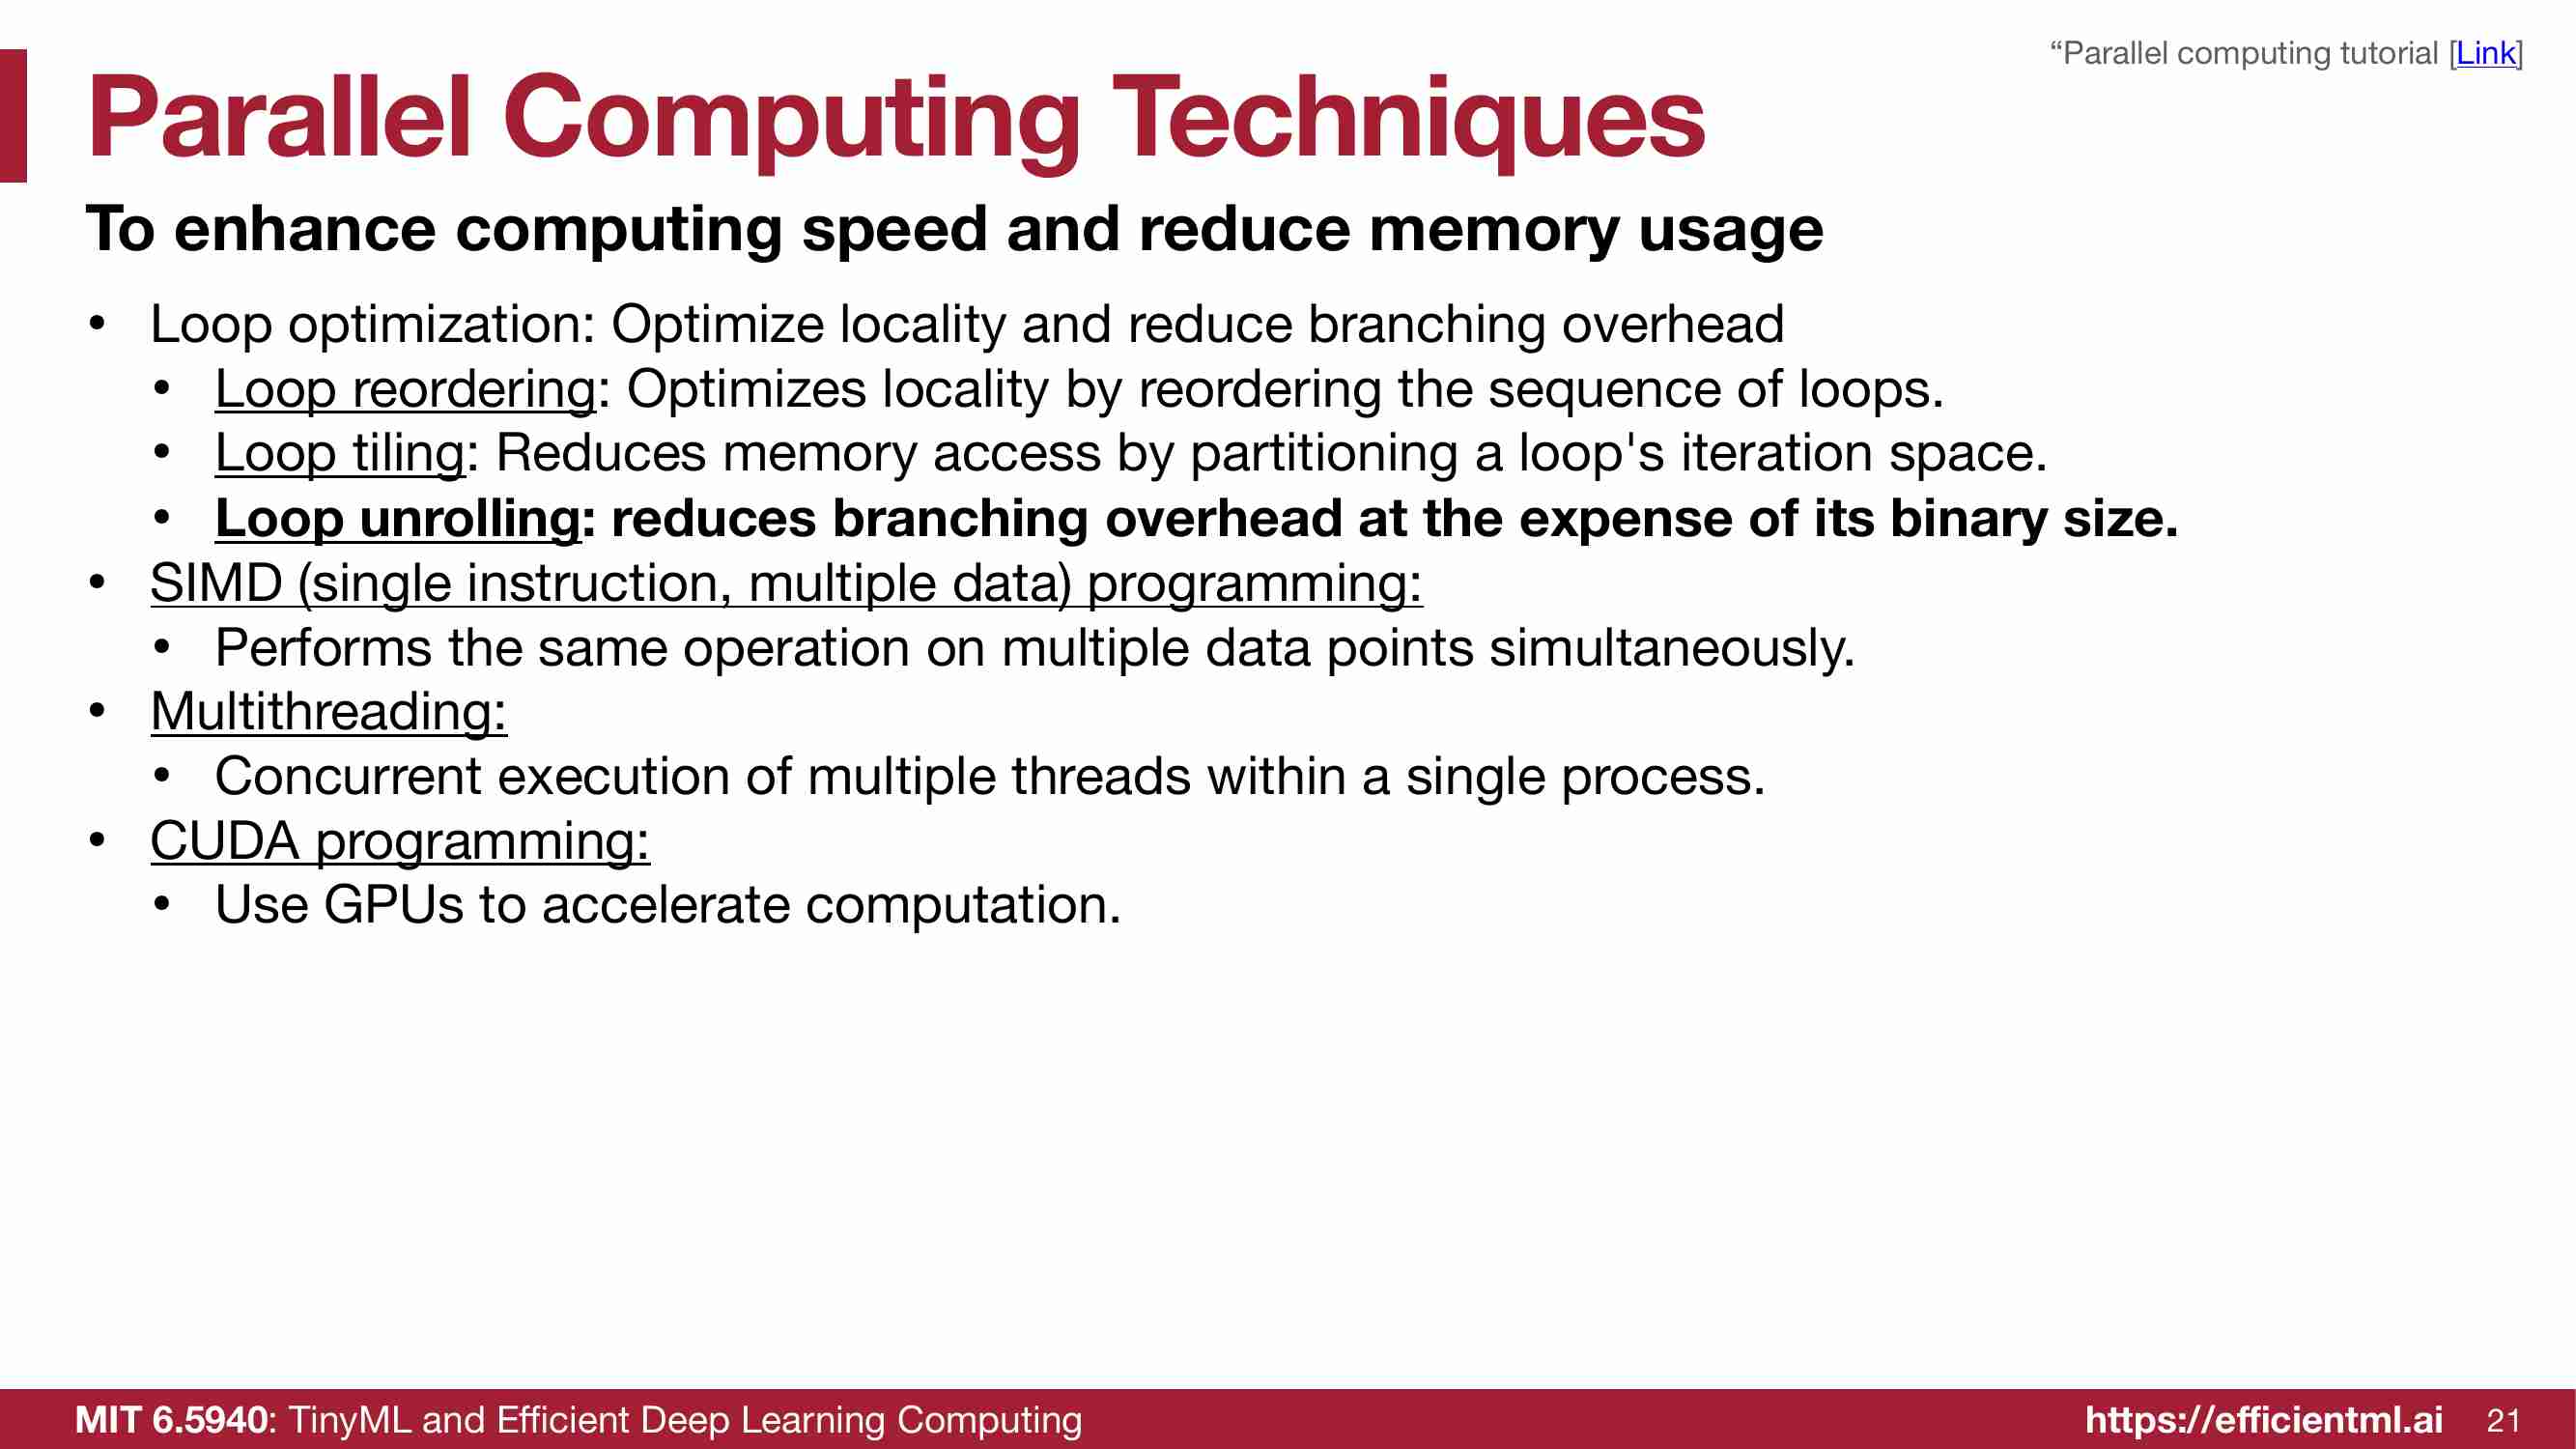 “Parallel computing tutorial [Link]
Parallel Computing Techniques
To enhance computing speed and reduce memory usage
• Loop optimization: Optimize locality and reduce branching overhead
• Loop reordering: Optimizes locality by reordering the sequence of loops.
• Loop tiling: Reduces memory access by partitioning a loop's iteration space.
• Loop unrolling: reduces branching overhead at the expense of its binary size.
• SIMD (single instruction, multiple data) programming:
• Performs the same operation on multiple data points simultaneously.
• Multithreading:
• Concurrent execution of multiple threads within a single process.
• CUDA programming:
• Use GPUs to accelerate computation.
MIT 6.5940: TinyML and Efficient Deep Learning Computing
https://efficientml.ai 21